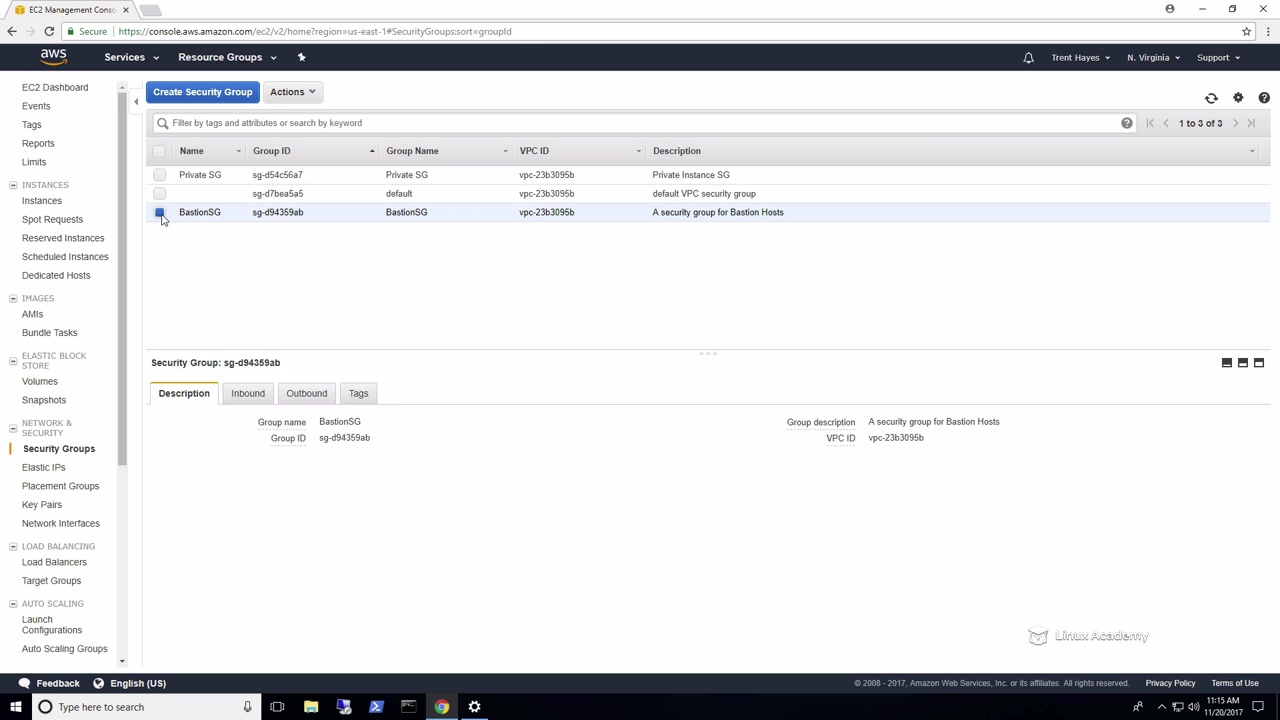 EC2 Management Conso
Secure https://console.aws.amazon.com/ec2/v2/home?region=us-east-1#SecurityGroups:sort=groupId
aws Services Resource Groups Trent Hayes N. Virginia Support
EC2 Dashboard
Events
Tags
Reports
Limits
INSTANCES
Instances
Spot Requests
Reserved Instances
Scheduled Instances
Dedicated Hosts
IMAGES
AMIs
Bundle Tasks
ELASTIC BLOCK
STORE
Volumes
Snapshots
NETWORK &
SECURITY
Security Groups
Elastic IPs
Placement Groups
Key Pairs
Network Interfaces
LOAD BALANCING
Load Balancers
Target Groups
AUTO SCALING
Launch
Configurations
Auto Scaling Groups
Create Security Group Actions
Filter by tags and attributes or search by keyword 1 to 3 of 3
Name Group ID Group Name VPC ID Description
Private SG sg-d54c56a7 Private SG vpc-23b3095b Private Instance SG
sg-d7bea5a5 default vpc-23b3095b default VPC security group
BastionSG sg-d94359ab BastionSG vpc-23b3095b A security group for Bastion Hosts
Security Group: sg-d94359ab
Description Inbound Outbound Tags
Group name BastionSG Group description A security group for Bastion Hosts
Group ID sg-d94359ab VPC ID vpc-23b3095b
Linux Academy
Feedback English (US) © 2008 - 2017, Amazon Web Services, Inc. or its affiliates. All rights reserved. Privacy Policy Terms of Use
Type here to search 11:15 AM
11/20/2017